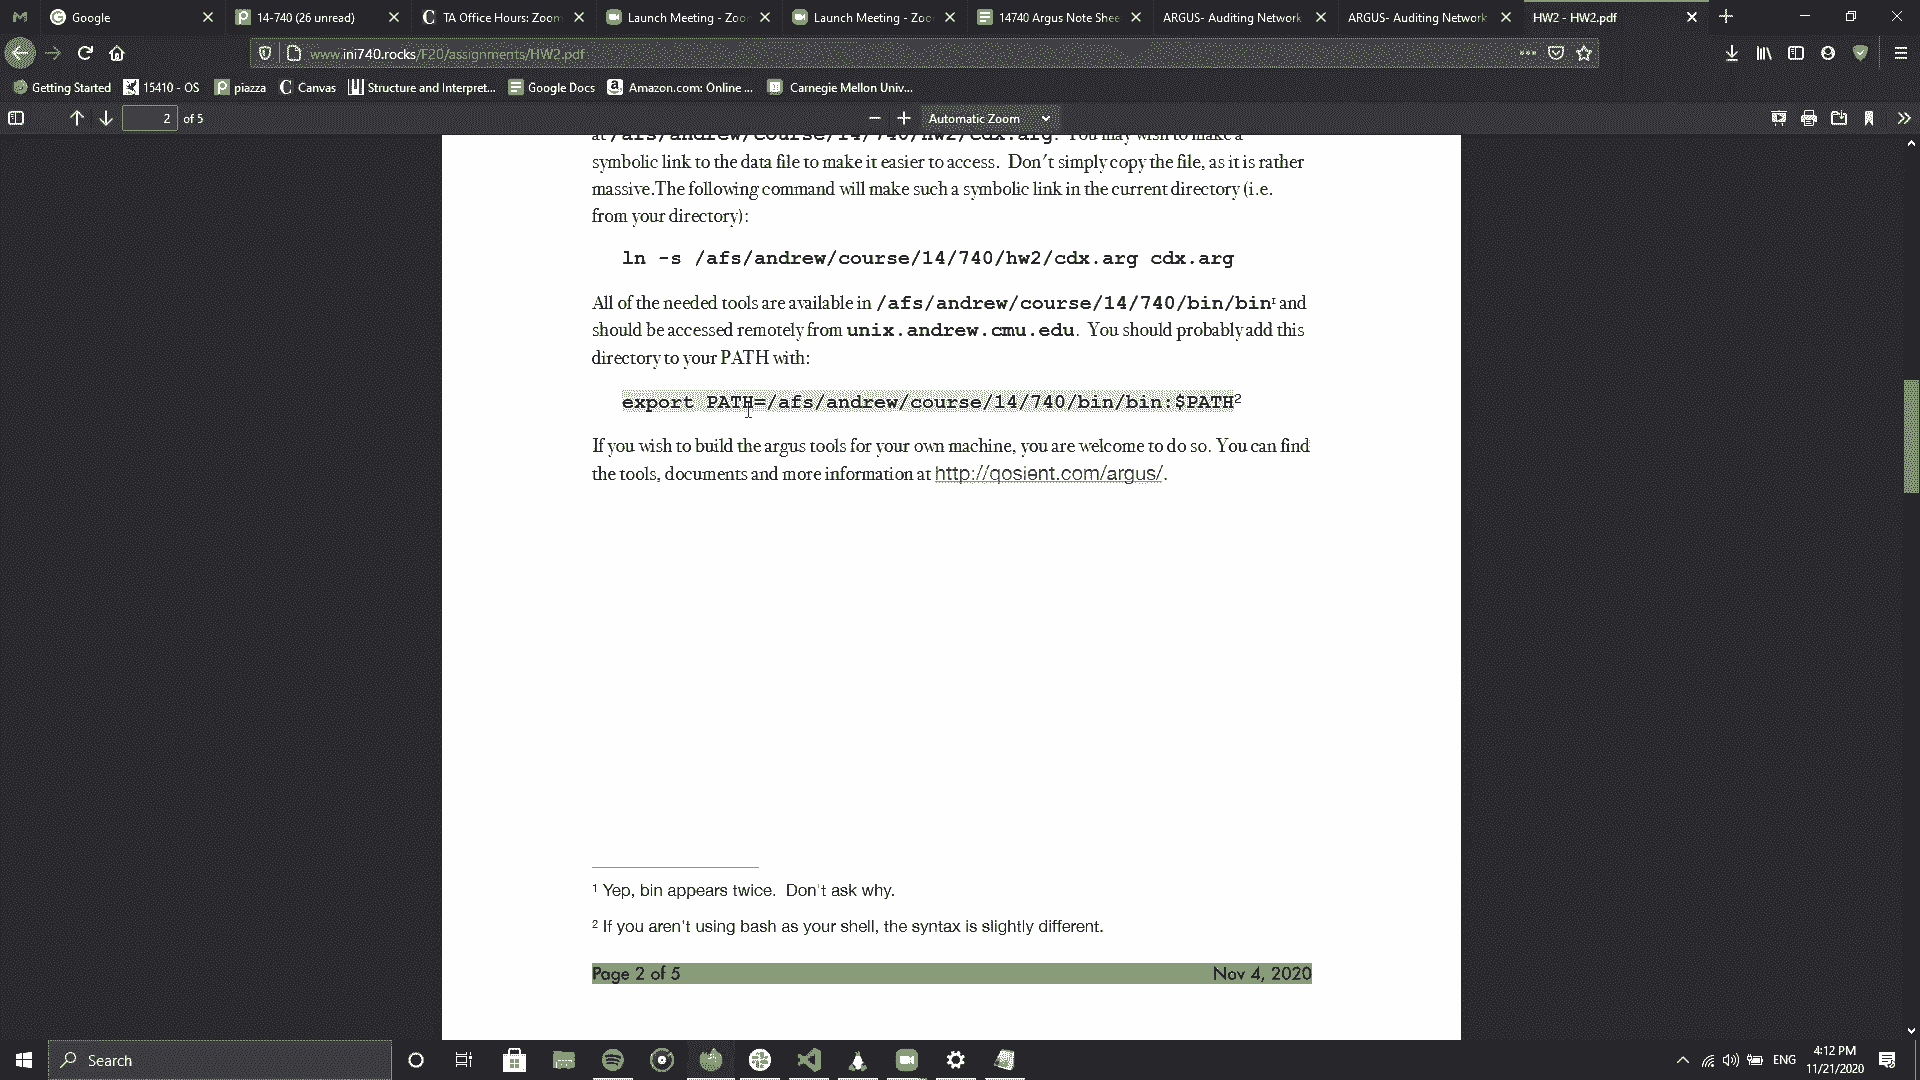 Google
14-740 (26 unread)
TA Office Hours: Zoom
Launch Meeting - Zoo
Launch Meeting - Zoo
14740 Argus Note Shee
ARGUS- Auditing Network
ARGUS- Auditing Network
HW2 - HW2.pdf
www.ini740.rocks/F20/assignments/HW2.pdf
Getting Started
15410 - OS
piazza
Canvas
Structure and Interpret...
Google Docs
Amazon.com: Online ...
Carnegie Mellon Univ...
2 of 5
Automatic Zoom
at /afs/andrew/course/14/740/hw2/cdx.arg. You may wish to make a
symbolic link to the data file to make it easier to access. Don't simply copy the file, as it is rather
massive.The following command will make such a symbolic link in the current directory (i.e.
from your directory):
ln -s /afs/andrew/course/14/740/hw2/cdx.arg cdx.arg
All of the needed tools are available in /afs/andrew/course/14/740/bin/bin¹ and
should be accessed remotely from unix.andrew.cmu.edu. You should probably add this
directory to your PATH with:
export PATH=/afs/andrew/course/14/740/bin/bin:$PATH²
If you wish to build the argus tools for your own machine, you are welcome to do so. You can find
the tools, documents and more information at http://qosient.com/argus/.
¹ Yep, bin appears twice. Don't ask why.
² If you aren't using bash as your shell, the syntax is slightly different.
Page 2 of 5 Nov 4, 2020
Search
ENG
4:12 PM
11/21/2020